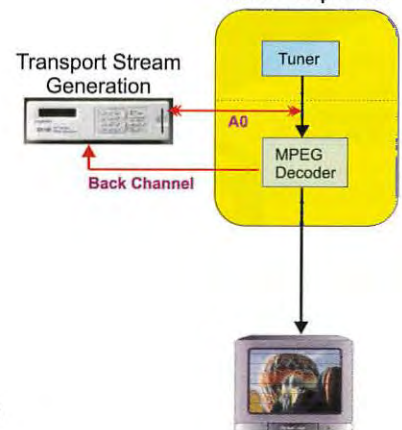 Tuner
Transport Stream
Generation
A0
MPEG
Decoder
Back Channel